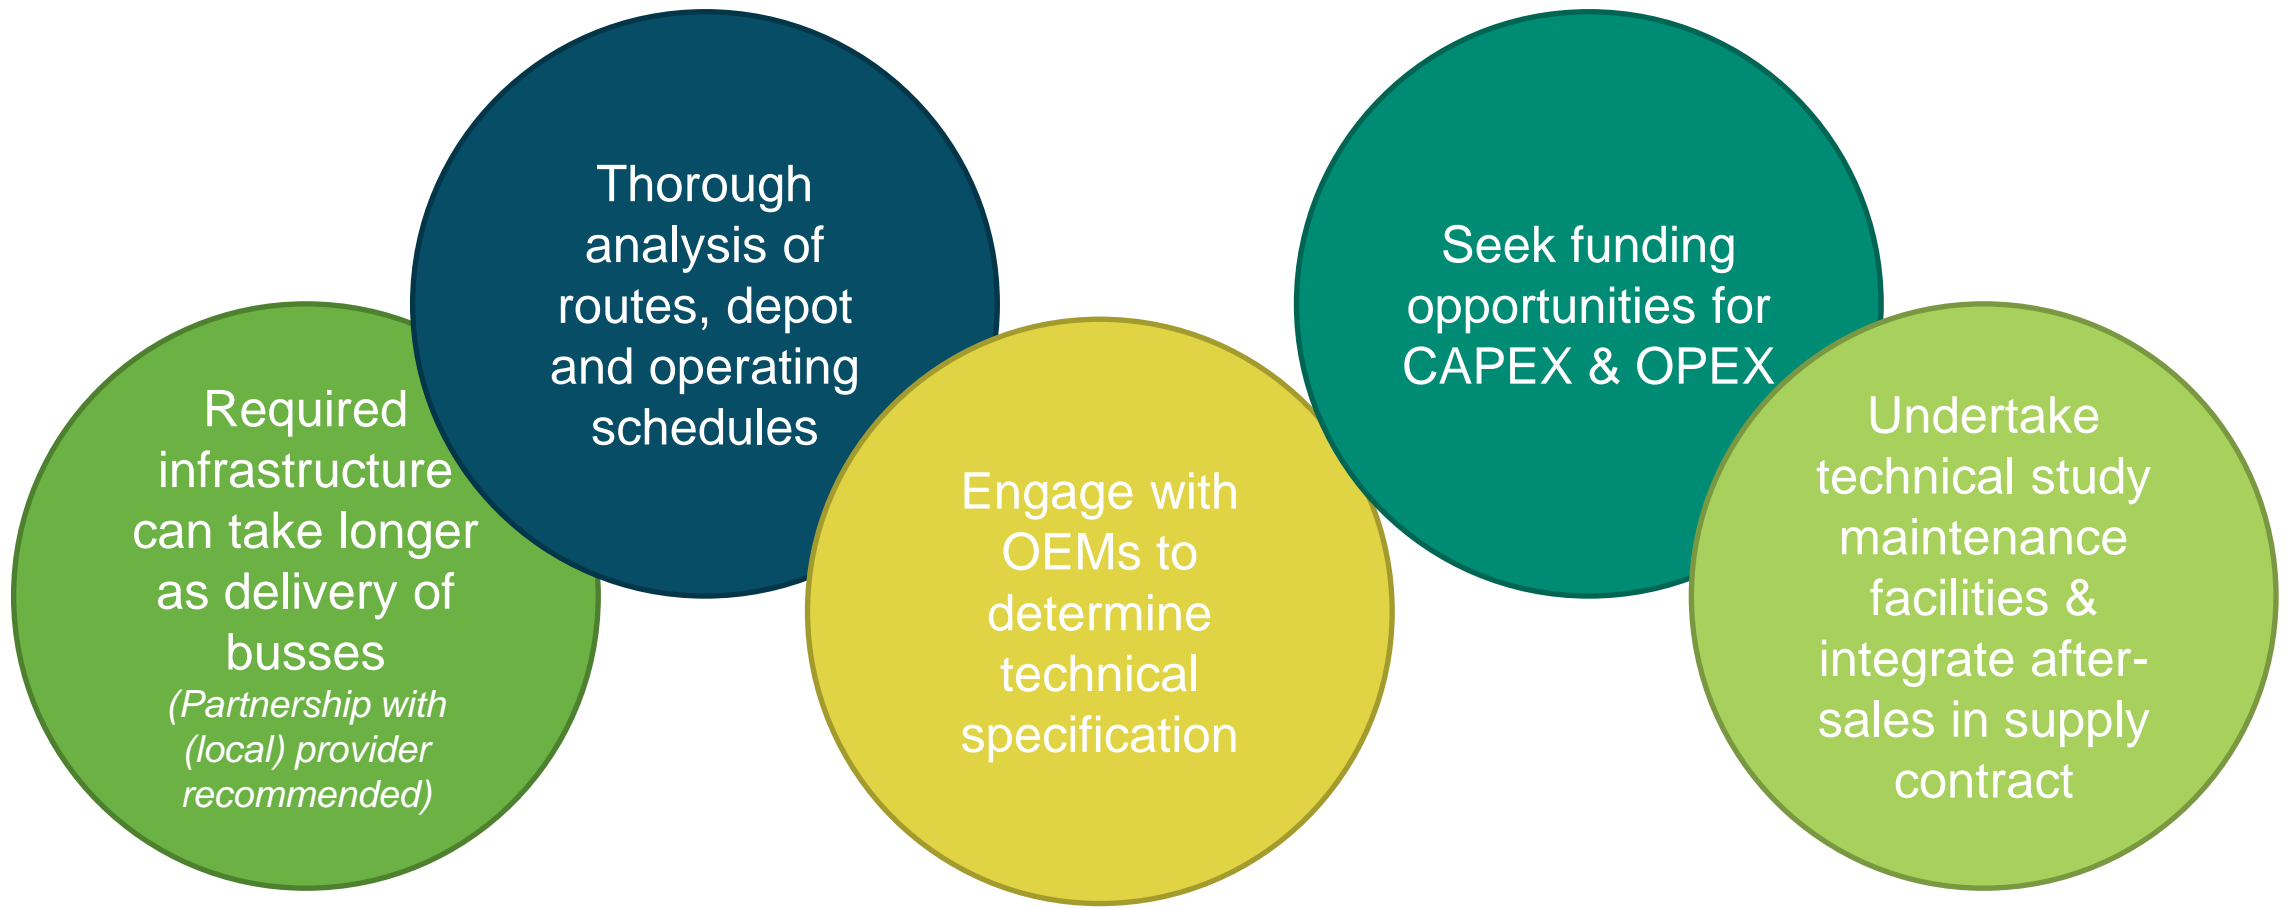 Required
infrastructure
can take longer
as delivery of
busses
(Partnership with
(local) provider
recommended)
Thorough
analysis of
routes, depot
and operating
schedules
Engage with
OEMs to
determine
technical
specification
Seek funding
opportunities for
CAPEX & OPEX
Undertake
technical study
maintenance
facilities &
integrate after-
sales in supply
contract